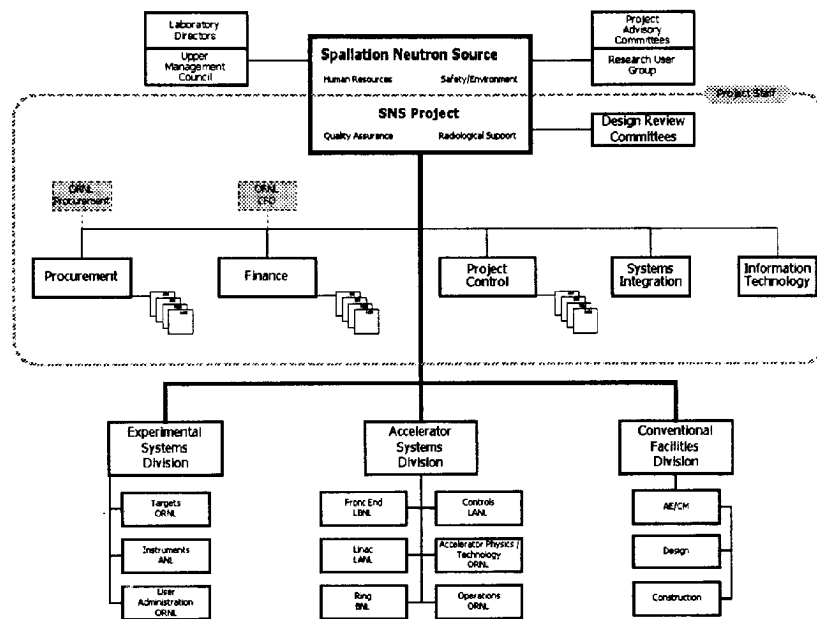 Laboratory
Directors
Upper
Management
Council
Spallation Neutron Source
Human Resources Safety/Environment
Project
Advisory
Committees
Research User
Group
Project Staff
SNS Project
Quality Assurance Radiological Support
Design Review
Committees
ORNL
Procurement
ORNL
CFO
Procurement
Finance
Project
Control
Systems
Integration
Information
Technology
Experimental
Systems
Division
Accelerator
Systems
Division
Conventional
Facilities
Division
Targets
ORNL
Front End
LBNL
Controls
LANL
AE/CM
Instruments
ANL
Linac
LANL
Accelerator Physics /
Technology
ORNL
Design
User
Administration
ORNL
Ring
BNL
Operations
ORNL
Construction